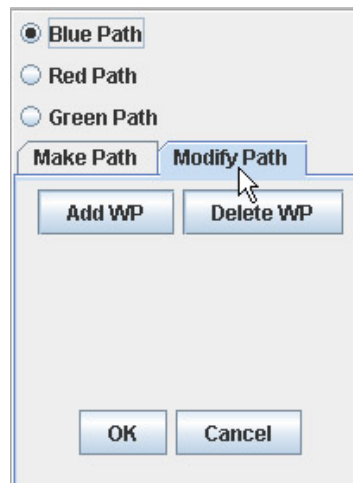 Blue Path
Red Path
Green Path
Make Path Modify Path
Add WP Delete WP
OK Cancel